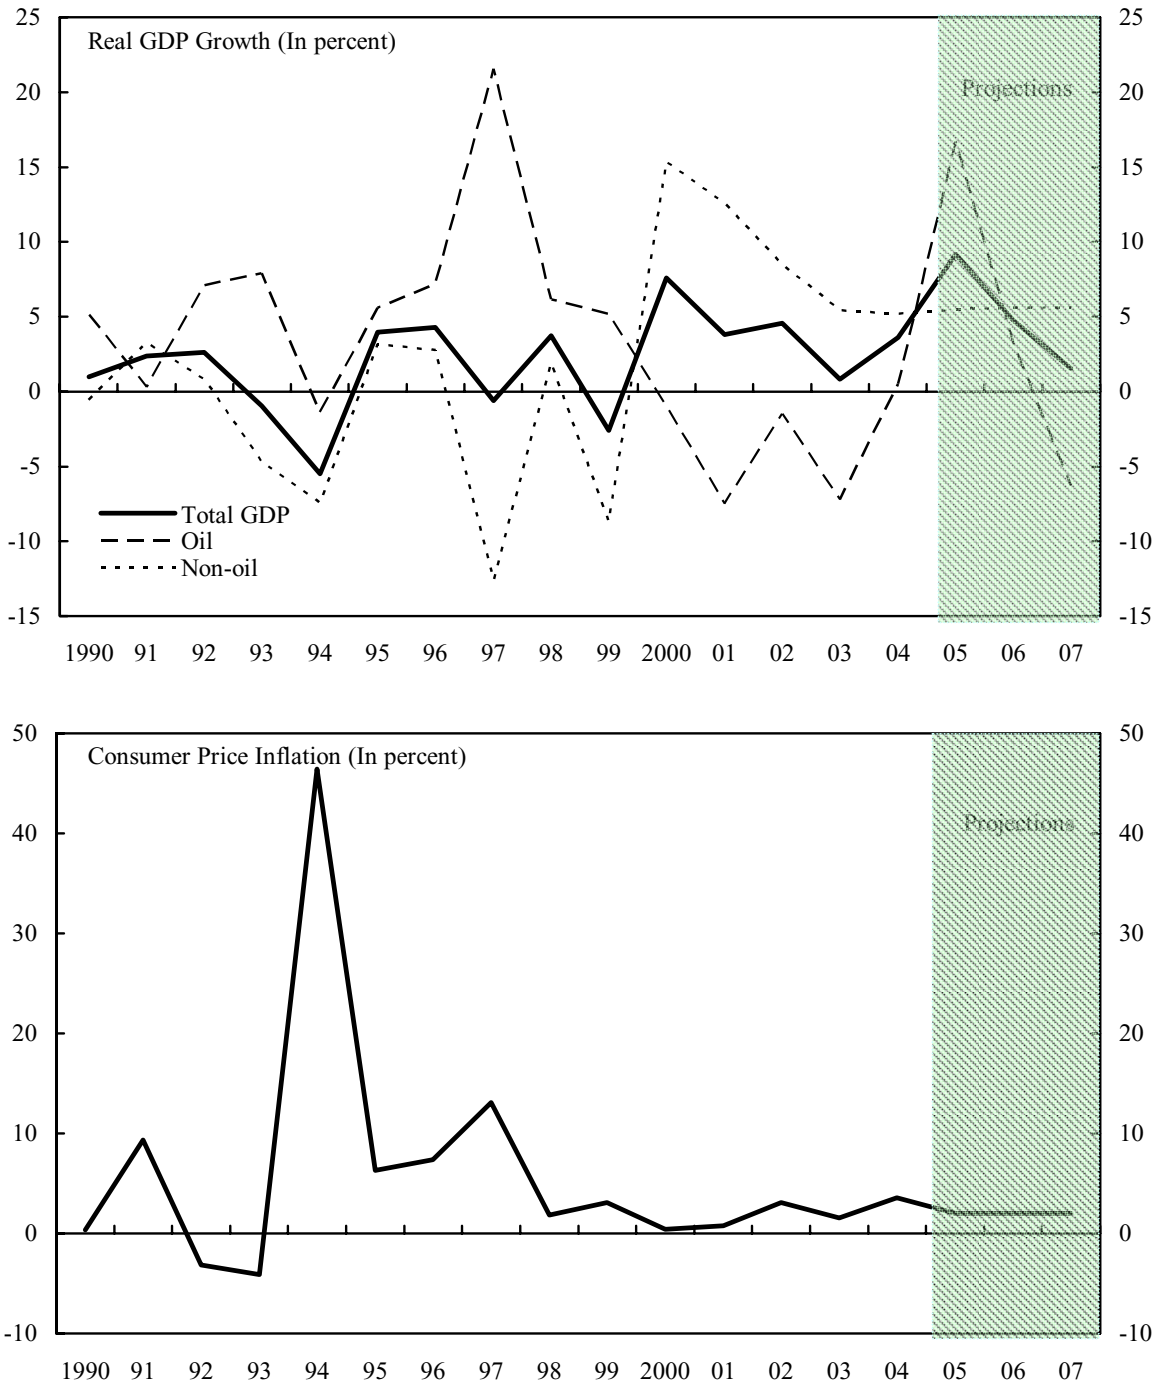 Real GDP Growth (In percent)
25 25
20 Projections 20
15 15
10 10
5 5
0 0
-5 -5
Total GDP
-10 Oil -10
Non-oil
-15 -15
1990 91 92 93 94 95 96 97 98 99 2000 01 02 03 04 05 06 07
50 50
Consumer Price Inflation (In percent)
40 Projections 40
30 30
20 20
10 10
0 0
-10 -10
1990 91 92 93 94 95 96 97 98 99 2000 01 02 03 04 05 06 07